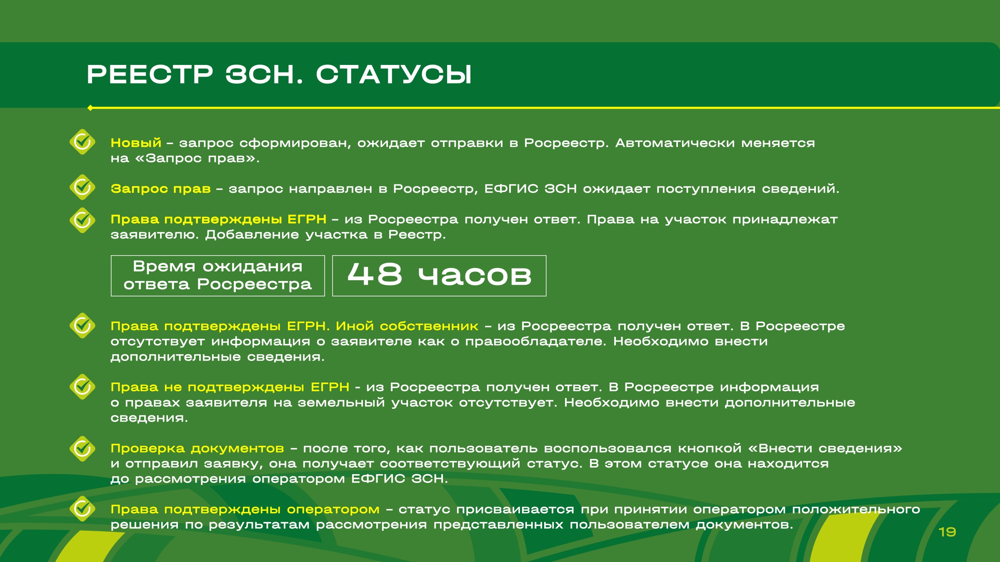 РЕЕСТР ЗСН. СТАТУСЫ
Новый – запрос сформирован, ожидает отправки в Росреестр. Автоматически меняется
на «Запрос прав».
Запрос прав – запрос направлен в Росреестр, ЕФГИС ЗСН ожидает поступления сведений.
Права подтверждены ЕГРН – из Росреестра получен ответ. Права на участок принадлежат
заявителю. Добавление участка в Реестр.
Время ожидания
ответа Росреестра
48 часов
Права подтверждены ЕГРН. Иной собственник – из Росреестра получен ответ. В Росреестре
отсутствует информация о заявителе как о правообладателе. Необходимо внести
дополнительные сведения.
Права не подтверждены ЕГРН - из Росреестра получен ответ. В Росреестре информация
о правах заявителя на земельный участок отсутствует. Необходимо внести дополнительные
сведения.
Проверка документов – после того, как пользователь воспользовался кнопкой «Внести сведения»
и отправил заявку, она получает соответствующий статус. В этом статусе она находится
до рассмотрения оператором ЕФГИС ЗСН.
Права подтверждены оператором – статус присваивается при принятии оператором положительного
решения по результатам рассмотрения представленных пользователем документов.
19